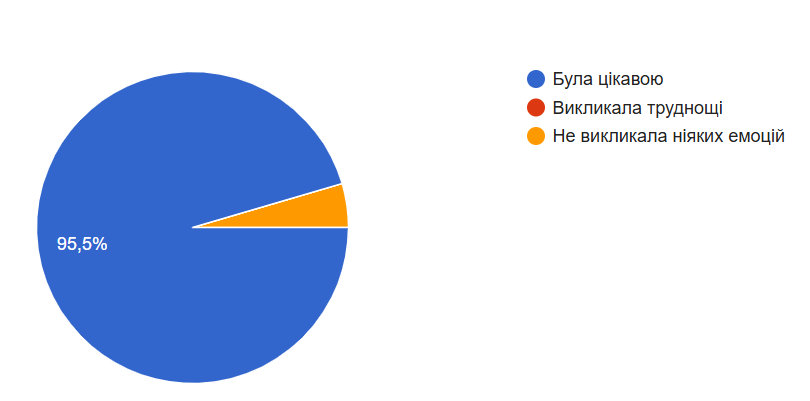 Була цікавою
Викликала труднощі
Не викликала ніяких емоцій
95,5%